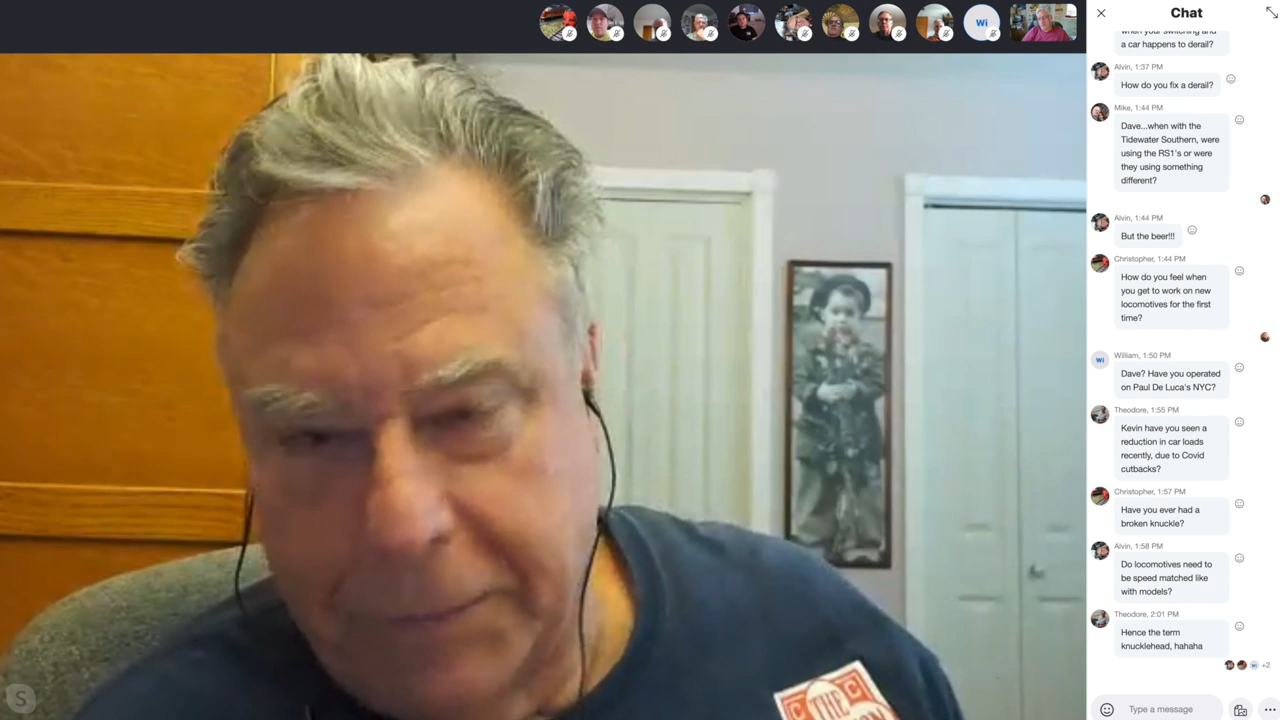 Wi
Chat
a car happens to derail?
Alvin, 1:37 PM
How do you fix a derail?
Mike, 1:44 PM
Dave...when with the
Tidewater Southern, were
using the RS1's or were
they using something
different?
Alvin, 1:44 PM
But the beer!!!
Christopher, 1:44 PM
How do you feel when
you get to work on new
locomotives for the first
time?
Wi
William, 1:50 PM
Dave? Have you operated
on Paul De Luca's NYC?
Theodore, 1:55 PM
Kevin have you seen a
reduction in car loads
recently, due to Covid
cutbacks?
Christopher, 1:57 PM
Have you ever had a
broken knuckle?
Alvin, 1:58 PM
Do locomotives need to
be speed matched like
with models?
Theodore, 2:01 PM
Hence the term
knucklehead, hahaha
Wi +2
Type a message
S
C THE C